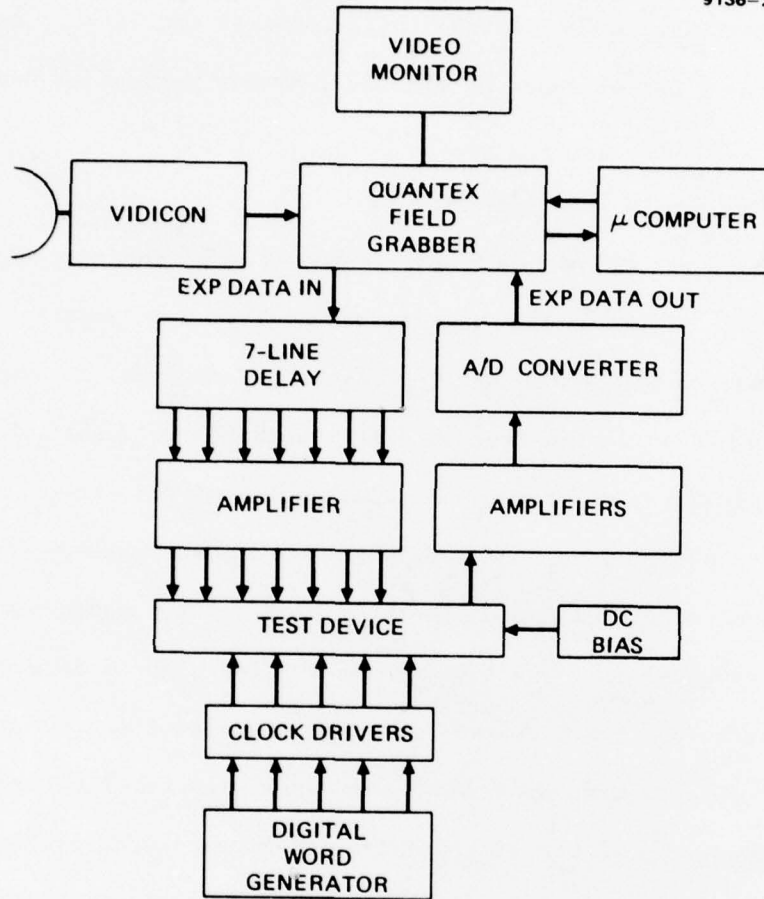 VIDEO
MONITOR
VIDICON
QUANTEX
FIELD
GRABBER
μ COMPUTER
EXP DATA IN
EXP DATA OUT
7-LINE
DELAY
A/D CONVERTER
AMPLIFIER
AMPLIFIERS
TEST DEVICE
DC
BIAS
CLOCK DRIVERS
DIGITAL
WORD
GENERATOR